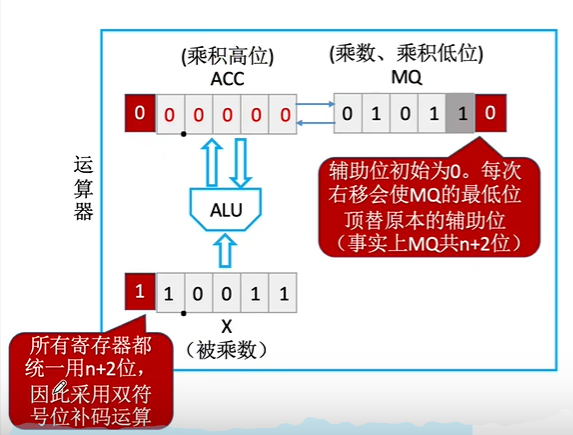 (乘积高位)
ACC
(乘数、乘积低位)
MQ
0 0 0 0 0 0
0 1 0 1 1 0
运算器
ALU
辅助位初始为0。每次
右移会使MQ的最低位
顶替原本的辅助位
（事实上MQ共n+2位）
1 1 0 0 1 1
X
（被乘数）
所有寄存器都
统一用n+2位，
因此采用双符
号位补码运算